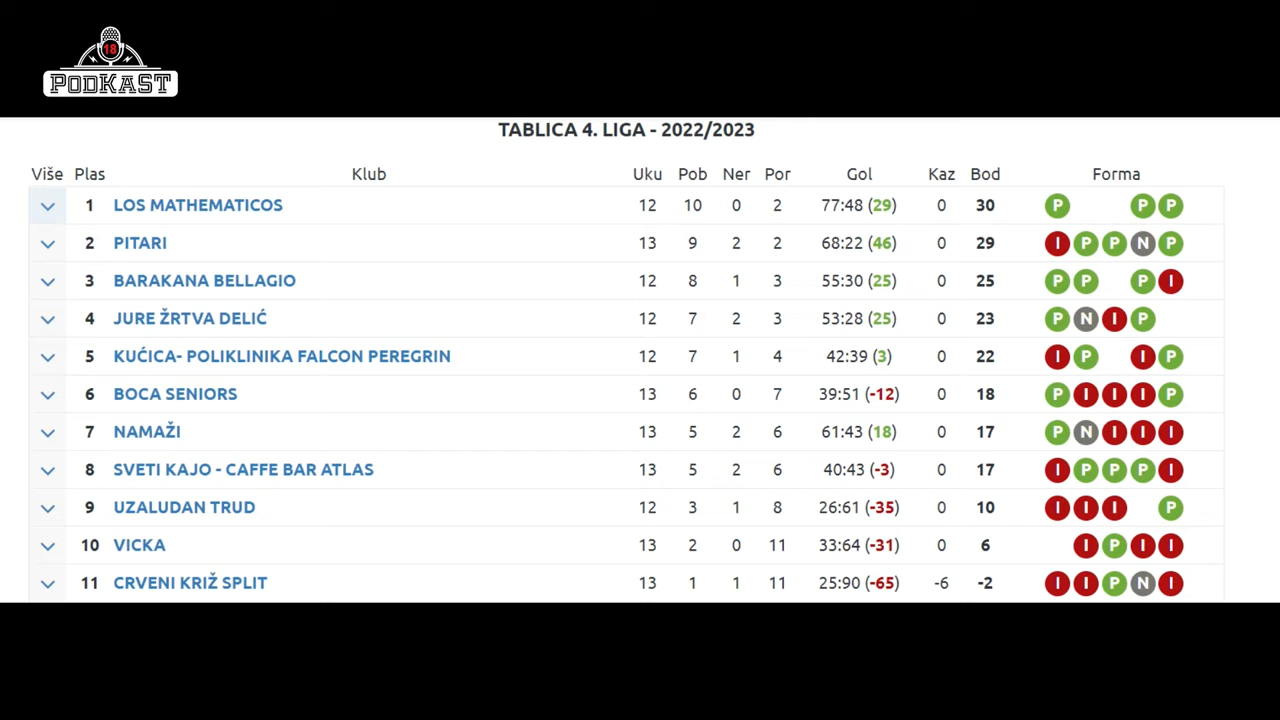 18
PODKAST
TABLICA 4. LIGA - 2022/2023
Više Plas Klub Uku Pob Ner Por Gol Kaz Bod Forma
1 LOS MATHEMATICOS 12 10 0 2 77:48 (29) 0 30 P P P
2 PITARI 13 9 2 2 68:22 (46) 0 29 I P P N P
3 BARAKANA BELLAGIO 12 8 1 3 55:30 (25) 0 25 P P P I
4 JURE ŽRTVA DELIĆ 12 7 2 3 53:28 (25) 0 23 P N I P
5 KUĆICA- POLIKLINIKA FALCON PEREGRIN 12 7 1 4 42:39 (3) 0 22 I P I P
6 BOCA SENIORS 13 6 0 7 39:51 (-12) 0 18 P I I I P
7 NAMAŽI 13 5 2 6 61:43 (18) 0 17 P N I I I
8 SVETI KAJO - CAFFE BAR ATLAS 13 5 2 6 40:43 (-3) 0 17 I P P P I
9 UZALUDAN TRUD 12 3 1 8 26:61 (-35) 0 10 I I I P
10 VICKA 13 2 0 11 33:64 (-31) 0 6 I P I I
11 CRVENI KRIŽ SPLIT 13 1 1 11 25:90 (-65) -6 -2 I I P N I